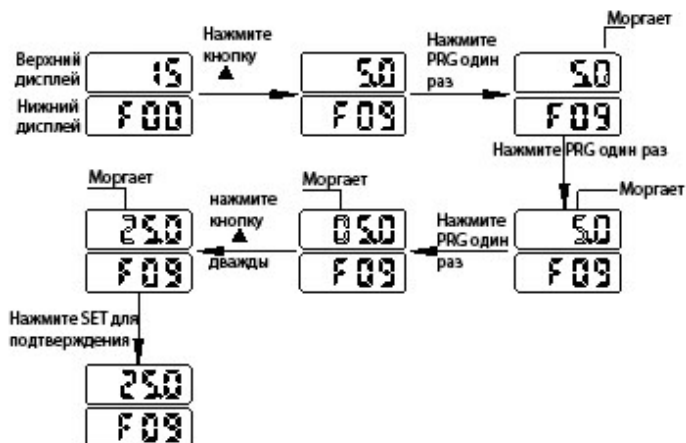 Моргает
Верхний
дисплей
15
Нажмите
кнопку
▲
5.0
Нажмите
PRG один
раз
5.0
Нижний
дисплей
F00
F09
F09
Нажмите PRG один раз
Моргает
25.0
F09
нажмите
кнопку
▲
дважды
Моргает
05.0
F09
Нажмите
PRG один
раз
Моргает
5.0
F09
Нажмите SET для
подтверждения
25.0
F09